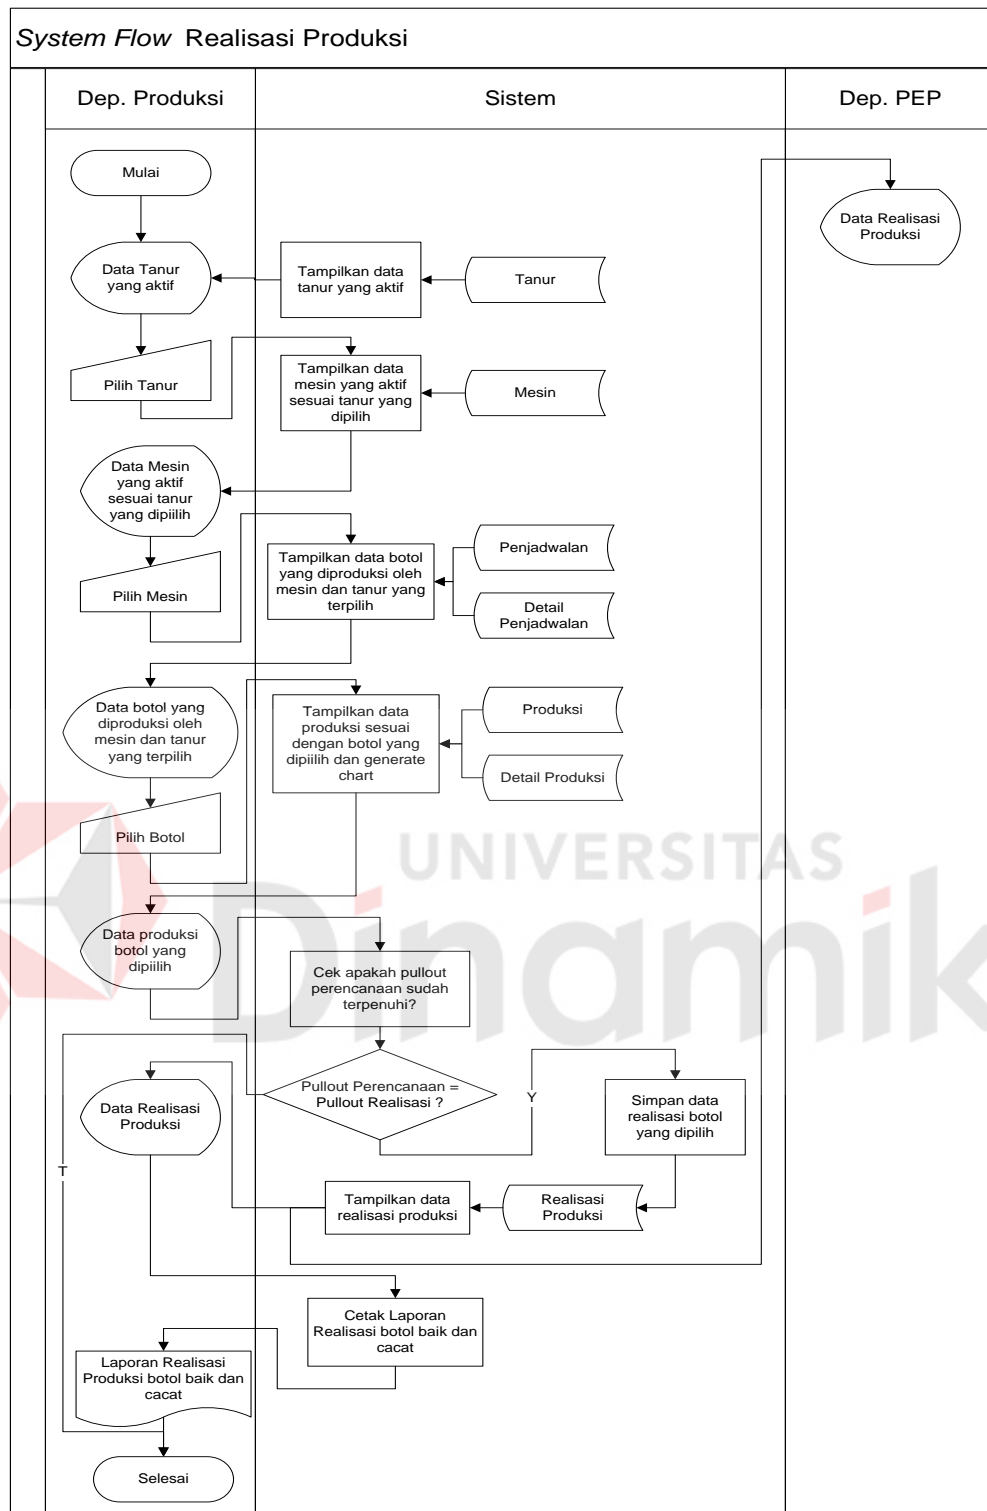 System Flow Realisasi Produksi
Dep. Produksi
Sistem
Dep. PEP
Mulai
Data Realisasi
Produksi
Data Tanur
yang aktif
Tampilkan data
tanur yang aktif
Tanur
Pilih Tanur
Tampilkan data
mesin yang aktif
sesuai tanur yang
dipilih
Mesin
Data Mesin
yang aktif
sesuai tanur
yang dipiilih
Pilih Mesin
Tampilkan data botol
yang diproduksi oleh
mesin dan tanur yang
terpilih
Penjadwalan
Detail
Penjadwalan
Data botol yang
diproduksi oleh
mesin dan tanur
yang terpilih
Tampilkan data
produksi sesuai
dengan botol yang
dipiilih dan generate
chart
Produksi
Detail Produksi
Pilih Botol
UNIVERSITAS
Dinamika
Data produksi
botol yang
dipiilih
Cek apakah pullout
perencanaan sudah
terpenuhi?
Pullout Perencanaan =
Pullout Realisasi ?
Y
Simpan data
realisasi botol
yang dipilih
Data Realisasi
Produksi
T
Tampilkan data
realisasi produksi
Realisasi
Produksi
Cetak Laporan
Realisasi botol baik dan
cacat
Laporan Realisasi
Produksi botol baik dan
cacat
Selesai